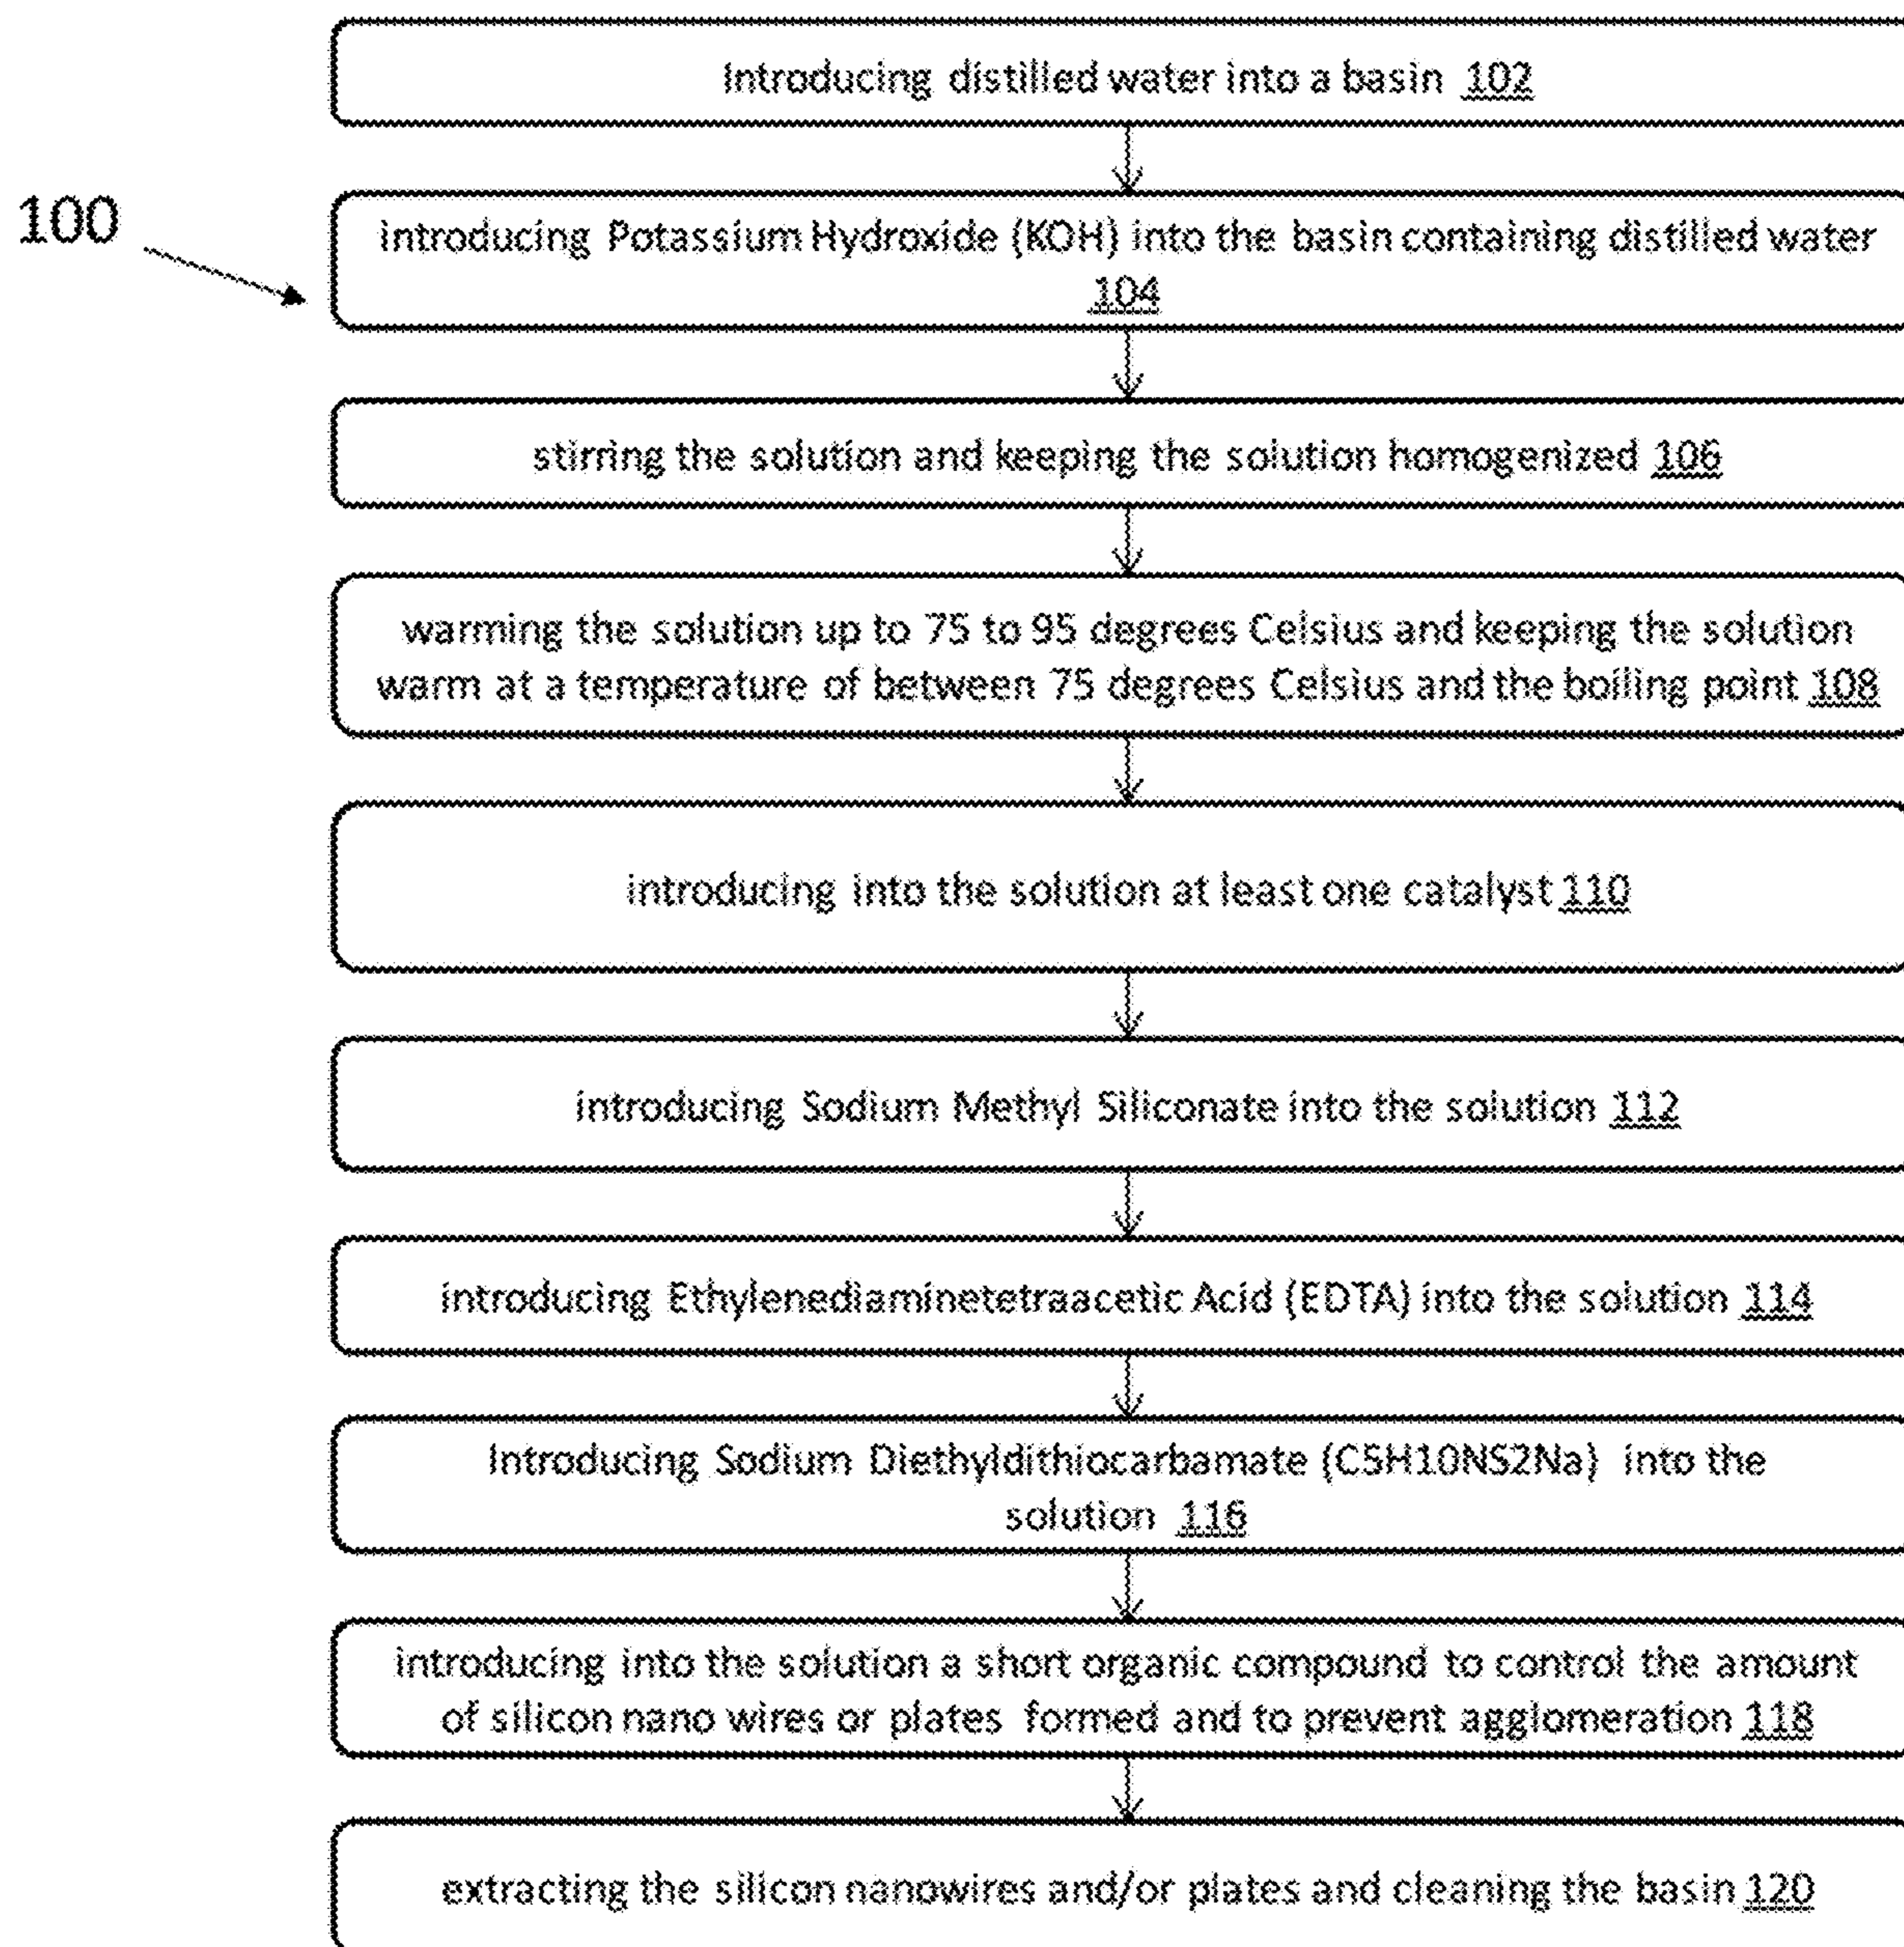 Introducing distilled water into a basin 102
100
introducing Potassium Hydroxide (KOH) into the basin containing distilled water
104
stirring the solution and keeping the solution homogenized 106
warming the solution up to 75 to 95 degrees Celsius and keeping the solution
warm at a temperature of between 75 degrees Celsius and the boiling point 108
introducing into the solution at least one catalyst 110
introducing Sodium Methyl Siliconate into the solution 112
introducing Ethylenediaminetetraacetic Acid (EDTA) into the solution 114
Introducing Sodium Diethyldithiocarbamate (C5H10NS2Na) into the
solution 116
introducing into the solution a short organic compound to control the amount
of silicon nano wires or plates formed and to prevent agglomeration 118
extracting the silicon nanowires and/or plates and cleaning the basin 120